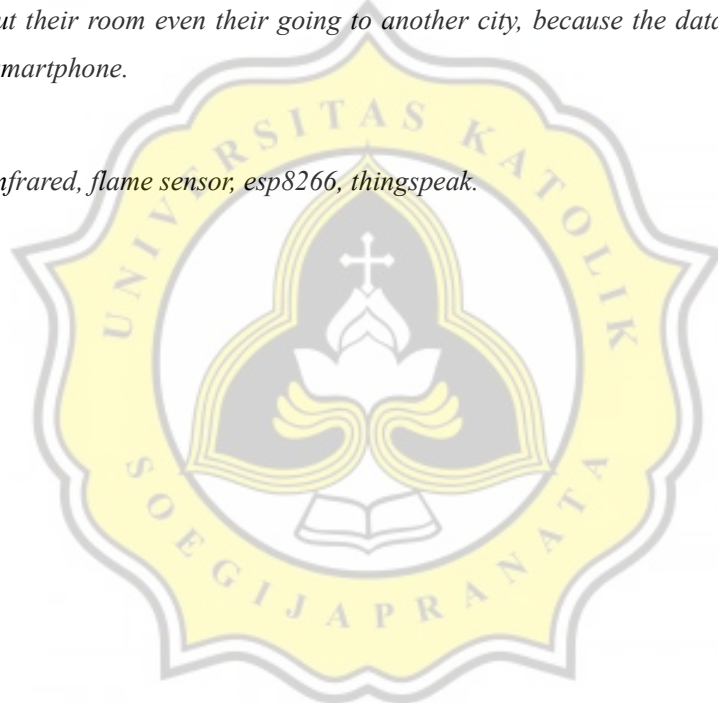 ut their room even their going to another city, because the data
martphone.
nfrared, flame sensor, esp8266, thingspeak.
UNIVERSITAS KATOLIK
SOEGIJAPRANATA